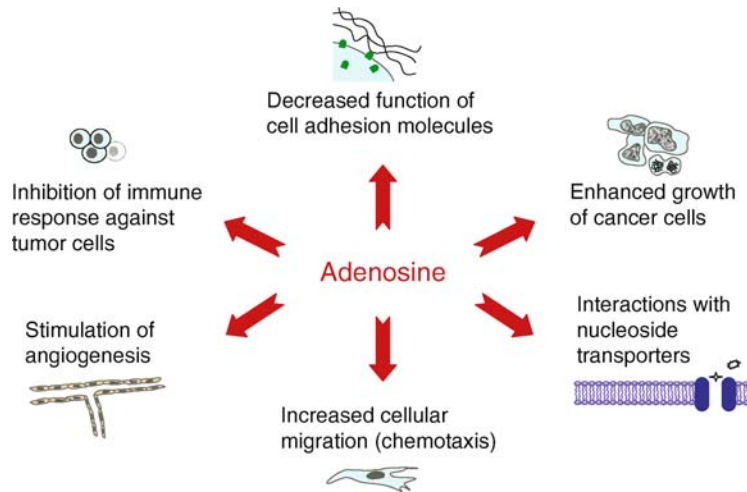 Decreased function of
cell adhesion molecules
Inhibition of immune
response against
tumor cells
Enhanced growth
of cancer cells
Adenosine
Stimulation of
angiogenesis
Interactions with
nucleoside
transporters
Increased cellular
migration (chemotaxis)